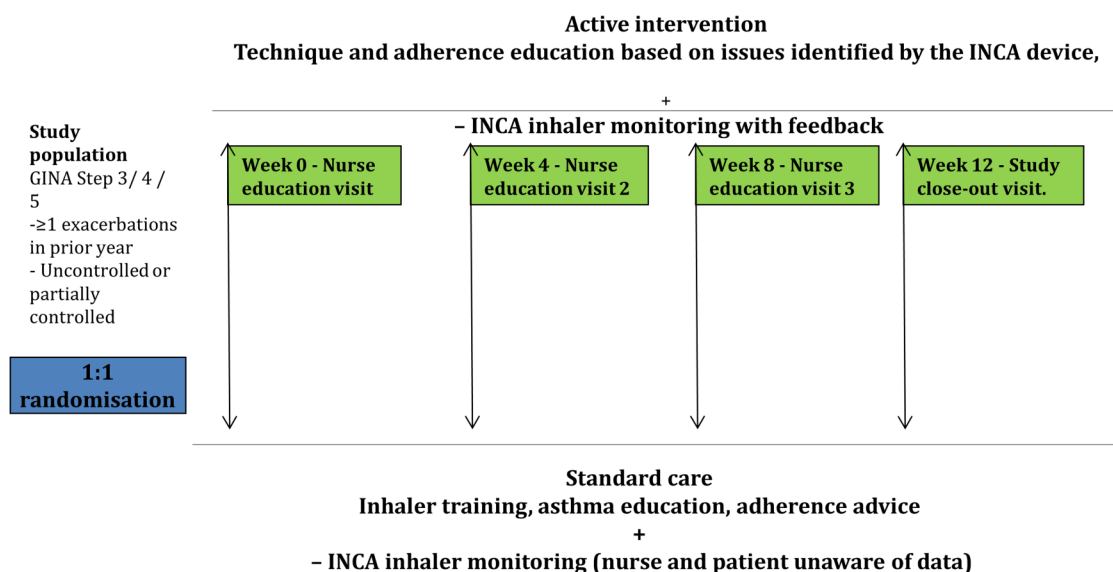 Active intervention
Technique and adherence education based on issues identified by the INCA device,
+
– INCA inhaler monitoring with feedback
Study
population
GINA Step 3/ 4 /
5
-≥1 exacerbations
in prior year
- Uncontrolled or
partially
controlled
1:1
randomisation
Week 0 - Nurse
education visit
Week 4 - Nurse
education visit 2
Week 8 - Nurse
education visit 3
Week 12 - Study
close-out visit.
Standard care
Inhaler training, asthma education, adherence advice
+
– INCA inhaler monitoring (nurse and patient unaware of data)